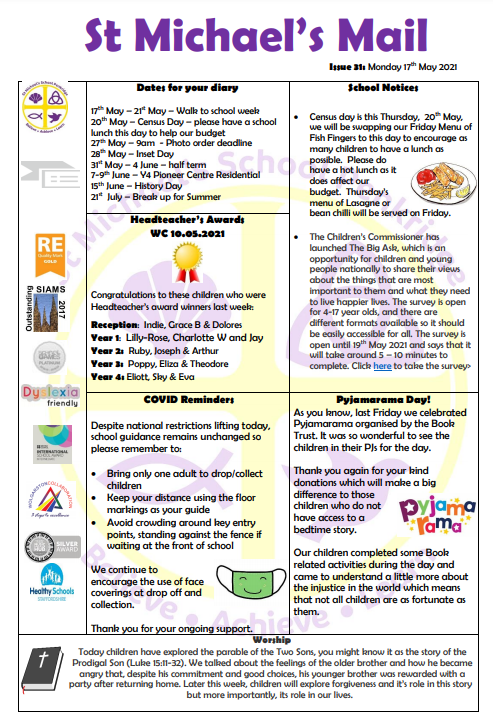 St Michael's Mail
Issue 31: Monday 17th May 2021
Dates for your diary
17th May – 21st May – Walk to school week
20th May – Census Day – please have a school
lunch this day to help our budget
27th May – 9am - Photo order deadline
28th May – Inset Day
31st May – 4 June – half term
7-9th June – Y4 Pioneer Centre Residential
15th June – History Day
21st July – Break up for Summer
Headteacher's Awards
WC 10.05.2021
Congratulations to these children who were
Headteacher's award winners last week:
Reception: Indie, Grace B & Dolores
Year 1: Lilly-Rose, Charlotte W and Jay
Year 2: Ruby, Joseph & Arthur
Year 3: Poppy, Eliza & Theodore
Year 4: Eliott, Sky & Eva
School Notices
• Census day is this Thursday, 20th May,
we will be swapping our Friday Menu of
Fish Fingers to this day to encourage as
many children to have a lunch as
possible. Please do
have a hot lunch as it
does affect our
budget. Thursday's
menu of Lasagne or
bean chilli will be served on Friday.
• The Children's Commissioner has
launched The Big Ask, which is an
opportunity for children and young
people nationally to share their views
about the things that are most
important to them and what they need
to live happier lives. The survey is open
for 4-17 year olds, and there are
different formats available so it should
be easily accessible for all. The survey is
open until 19th May 2021 and says that it
will take around 5 – 10 minutes to
complete. Click here to take the survey>
COVID Reminders
Despite national restrictions lifting today,
school guidance remains unchanged so
please remember to:
• Bring only one adult to drop/collect
children
• Keep your distance using the floor
markings as your guide
• Avoid crowding around key entry
points, standing against the fence if
waiting at the front of school
We continue to
encourage the use of face
coverings at drop off and
collection.
Thank you for your ongoing support.
Pyjamarama Day!
As you know, last Friday we celebrated
Pyjamarama organised by the Book
Trust. It was so wonderful to see the
children in their PJs for the day.
Thank you again for your kind
donations which will make a big
difference to those
children who do not
have access to a
bedtime story.
pyjama
rama
Our children completed some Book
related activities during the day and
came to understand a little more about
the injustice in the world which means
that not all children are as fortunate as
them.
Worship
Today children have explored the parable of the Two Sons, you might know it as the story of the
Prodigal Son (Luke 15:11-32). We talked about the feelings of the older brother and how he became
angry that, despite his commitment and good choices, his younger brother was rewarded with a
party after returning home. Later this week, children will explore forgiveness and it's role in this story
but more importantly, its role in our lives.
RE
Quality Mark
GOLD
Outstanding
SIAMS
2017
Dyslexia
friendly
INTERNATIONAL
SCHOOL AWARD
SILVER
AWARD
Healthy Schools
STAFFORDSHIRE